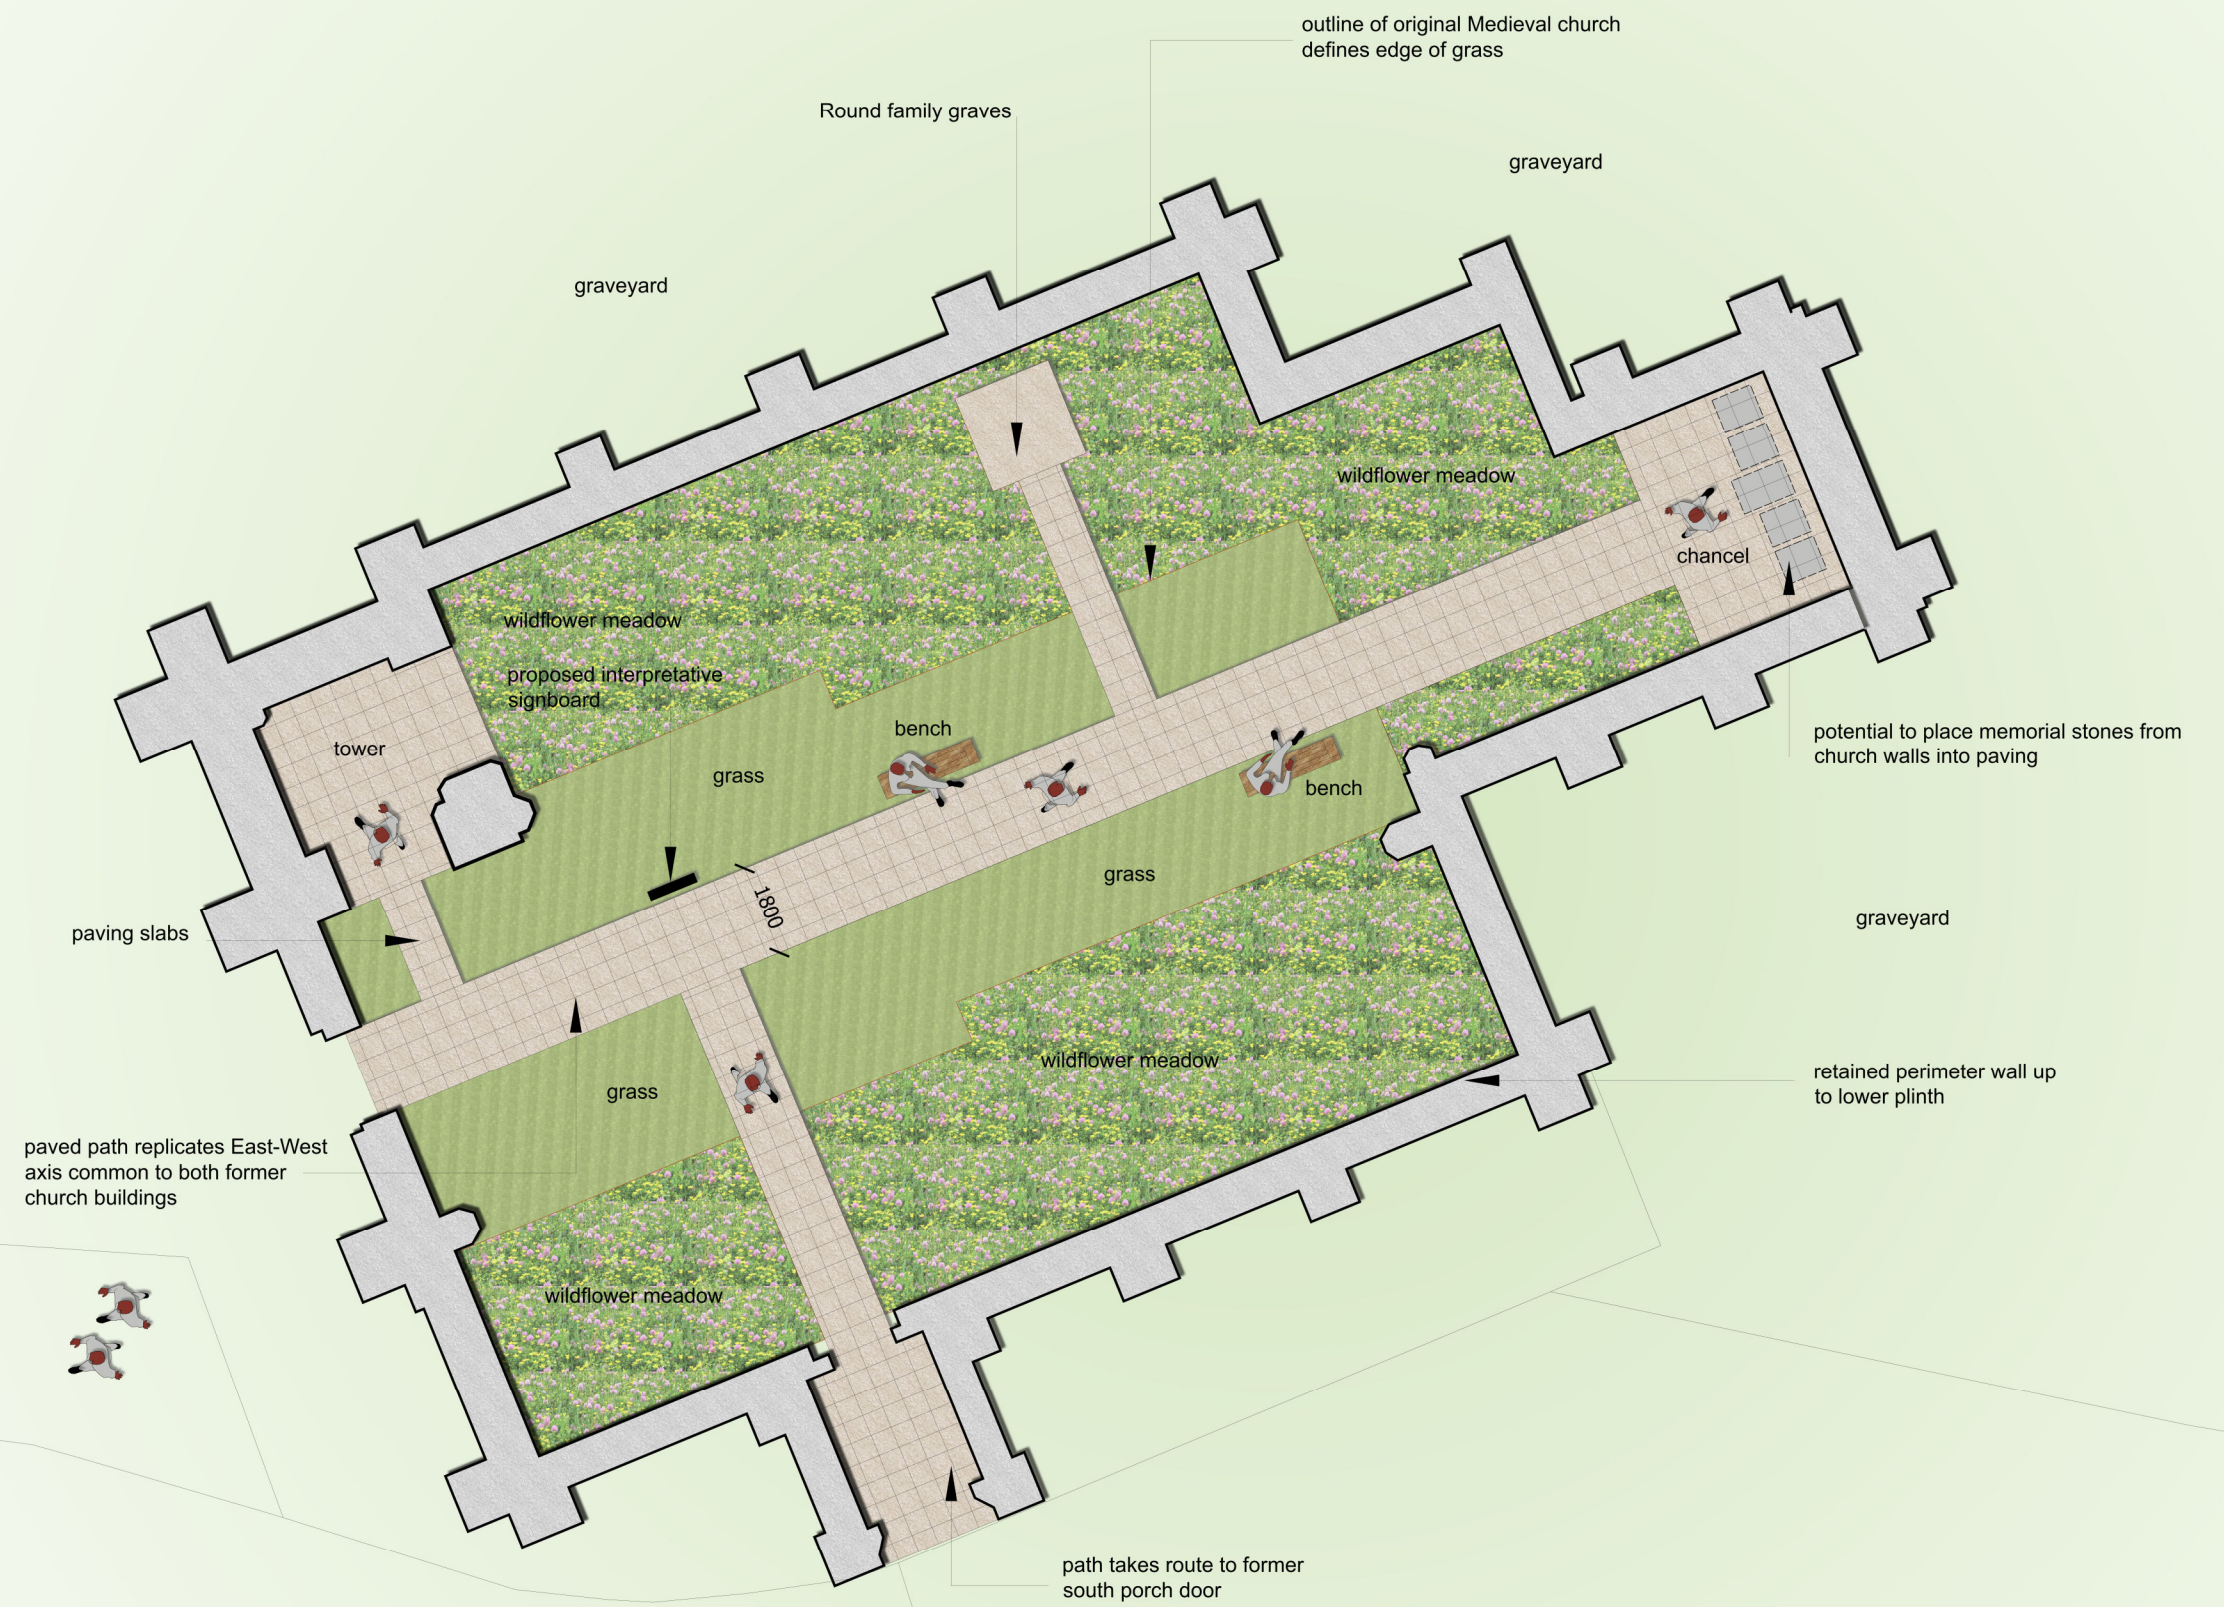 outline of original Medieval church
defines edge of grass
Round family graves
graveyard
graveyard
wildflower meadow
chancel
wildflower meadow
proposed interpretative
signboard
bench
tower
grass
bench
potential to place memorial stones from
church walls into paving
grass
1800
paving slabs
graveyard
wildflower meadow
grass
retained perimeter wall up
to lower plinth
paved path replicates East-West
axis common to both former
church buildings
wildflower meadow
path takes route to former
south porch door